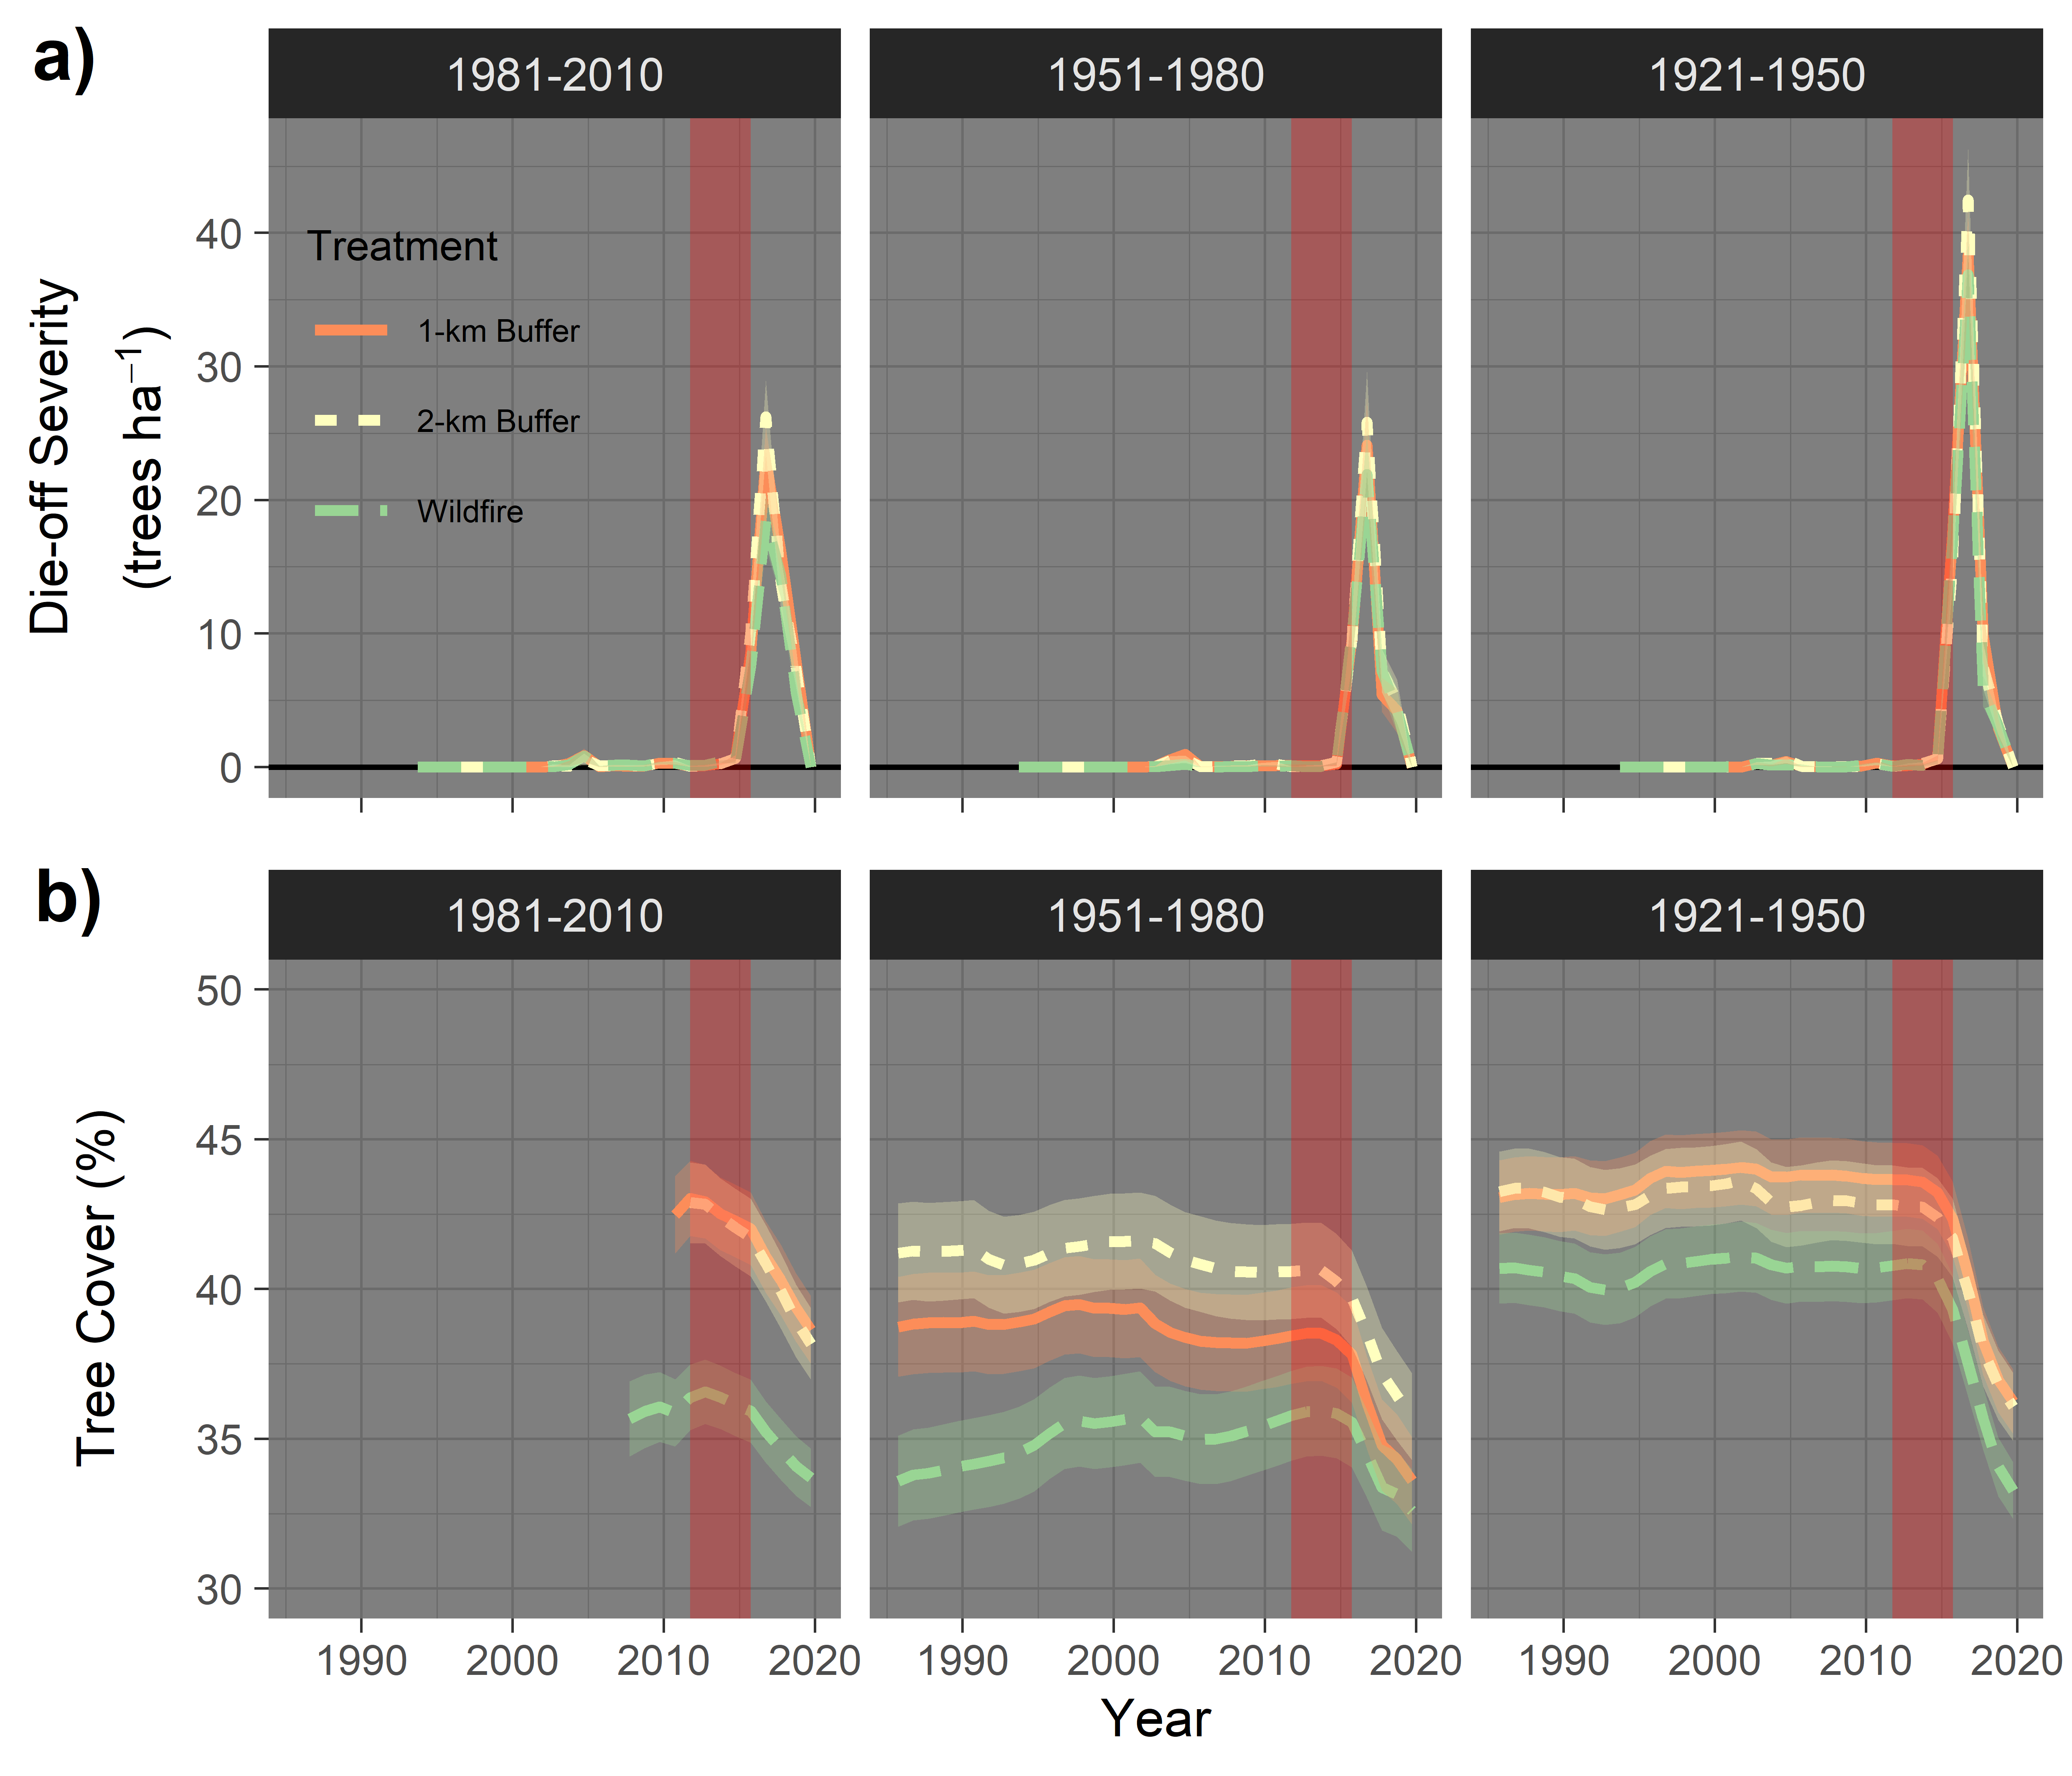 a)
1981-2010 1951-1980 1921-1950
Die-off Severity
(trees ha⁻¹)
40
30
20
10
0
Treatment
1-km Buffer
2-km Buffer
Wildfire
b)
1981-2010 1951-1980 1921-1950
Tree Cover (%)
50
45
40
35
30
1990 2000 2010 2020 1990 2000 2010 2020 1990 2000 2010 2020
Year